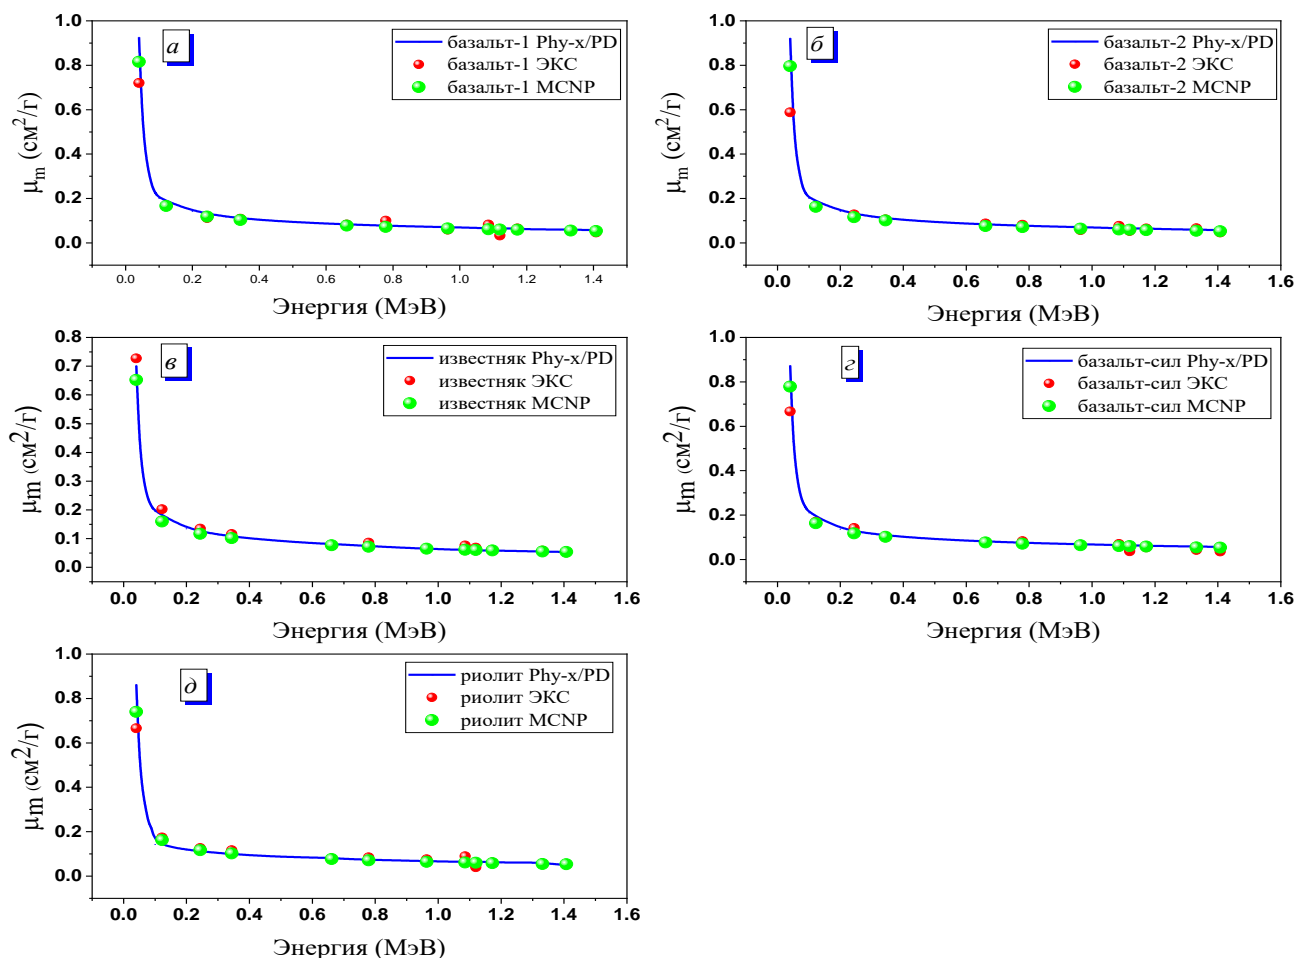 а
базальт-1 Phy-x/PD
базальт-1 ЭКС
базальт-1 MCNP
1.0
0.8
0.6
0.4
0.2
0.0
μm (см2/г)
0.0 0.2 0.4 0.6 0.8 1.0 1.2 1.4
Энергия (МэВ)
б
базальт-2 Phy-x/PD
базальт-2 ЭКС
базальт-2 MCNP
1.0
0.8
0.6
0.4
0.2
0.0
μm (см2/г)
0.0 0.2 0.4 0.6 0.8 1.0 1.2 1.4 1.6
Энергия (МэВ)
в
известняк Phy-x/PD
известняк ЭКС
известняк MCNP
0.8
0.7
0.6
0.5
0.4
0.3
0.2
0.1
0.0
μm (см2/г)
0.0 0.2 0.4 0.6 0.8 1.0 1.2 1.4 1.6
Энергия (МэВ)
г
базальт-сил Phy-x/PD
базальт-сил ЭКС
базальт-сил MCNP
1.0
0.8
0.6
0.4
0.2
0.0
μm (см2/г)
0.0 0.2 0.4 0.6 0.8 1.0 1.2 1.4 1.6
Энергия (МэВ)
д
риолит Phy-x/PD
риолит ЭКС
риолит MCNP
1.0
0.8
0.6
0.4
0.2
0.0
μm (см2/г)
0.0 0.2 0.4 0.6 0.8 1.0 1.2 1.4 1.6
Энергия (МэВ)